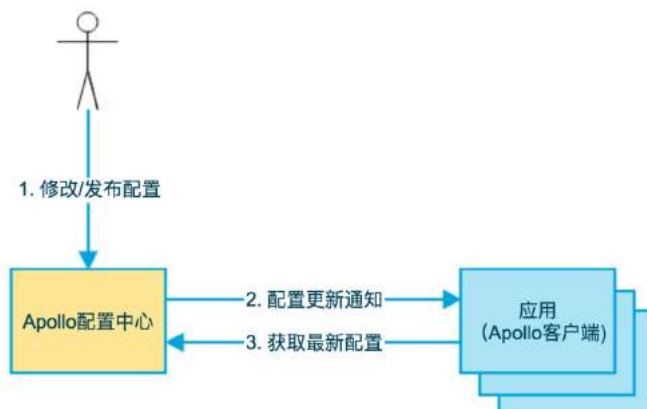 1. 修改/发布配置
Apollo配置中心
2. 配置更新通知
3. 获取最新配置
应用
（Apollo客户端)